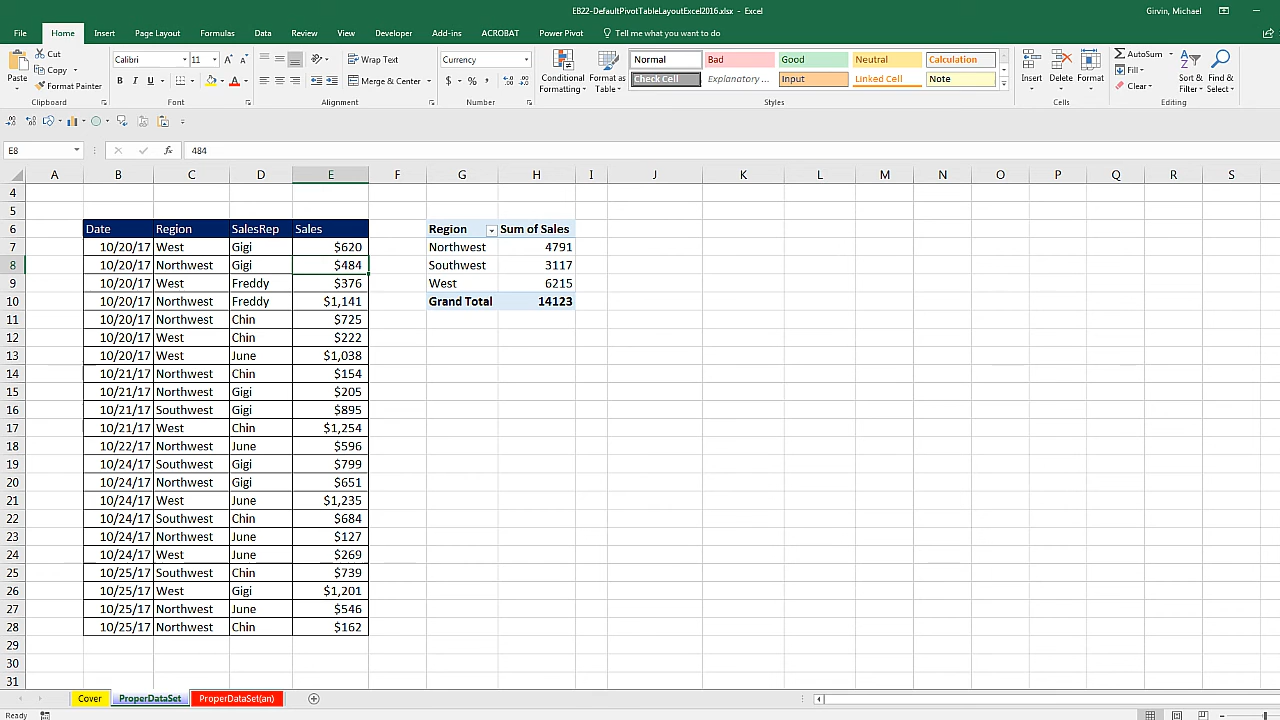 EB22-DefaultPivotTableLayoutExcel2016.xlsx - Excel
Girvin, Michael
File Home Insert Page Layout Formulas Data Review View Developer Add-ins ACROBAT Power Pivot Tell me what you want to do
Paste
Cut
Copy
Format Painter
Clipboard
Calibri 11
B I U
Font
Wrap Text
Merge & Center
Alignment
Currency
$ % ,
Number
Conditional Formatting
Format as Table
Normal Bad Good Neutral Calculation
Check Cell Explanatory ... Input Linked Cell Note
Styles
Insert Delete Format
Cells
AutoSum
Fill
Clear
Sort & Filter
Find & Select
Editing
E8 fx 484
A B C D E F G H I J K L M N O P Q R S
4
5
6 Date Region SalesRep Sales Region Sum of Sales
7 10/20/17 West Gigi $620 Northwest 4791
8 10/20/17 Northwest Gigi $484 Southwest 3117
9 10/20/17 West Freddy $376 West 6215
10 10/20/17 Northwest Freddy $1,141 Grand Total 14123
11 10/20/17 Northwest Chin $725
12 10/20/17 West Chin $222
13 10/20/17 West June $1,038
14 10/21/17 Northwest Chin $154
15 10/21/17 Northwest Gigi $205
16 10/21/17 Southwest Gigi $895
17 10/21/17 West Chin $1,254
18 10/22/17 Northwest June $596
19 10/24/17 Southwest Gigi $799
20 10/24/17 Northwest Gigi $651
21 10/24/17 West June $1,235
22 10/24/17 Southwest Chin $684
23 10/24/17 Northwest June $127
24 10/24/17 West June $269
25 10/25/17 Southwest Chin $739
26 10/25/17 West Gigi $1,201
27 10/25/17 Northwest June $546
28 10/25/17 Northwest Chin $162
29
30
31
Cover ProperDataSet ProperDataSet(an)
Ready